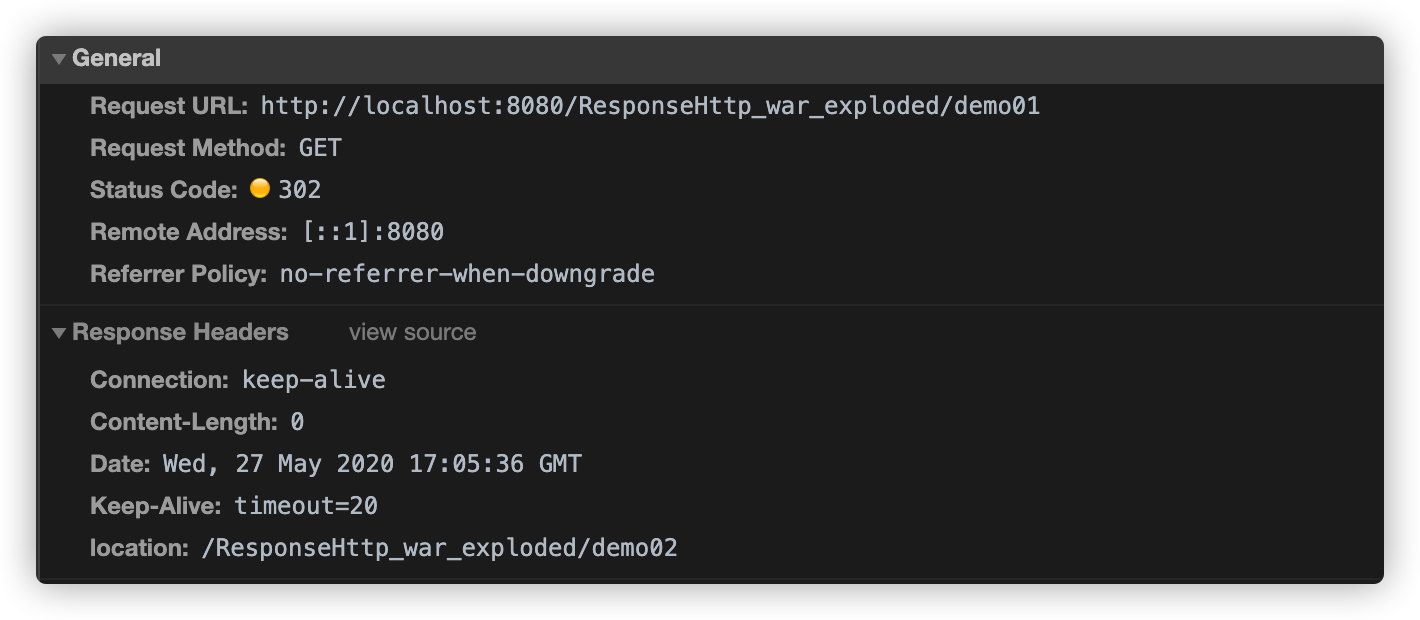 General
Request URL: http://localhost:8080/ResponseHttp_war_exploded/demo01
Request Method: GET
Status Code: 302
Remote Address: [::1]:8080
Referrer Policy: no-referrer-when-downgrade
Response Headers view source
Connection: keep-alive
Content-Length: 0
Date: Wed, 27 May 2020 17:05:36 GMT
Keep-Alive: timeout=20
location: /ResponseHttp_war_exploded/demo02